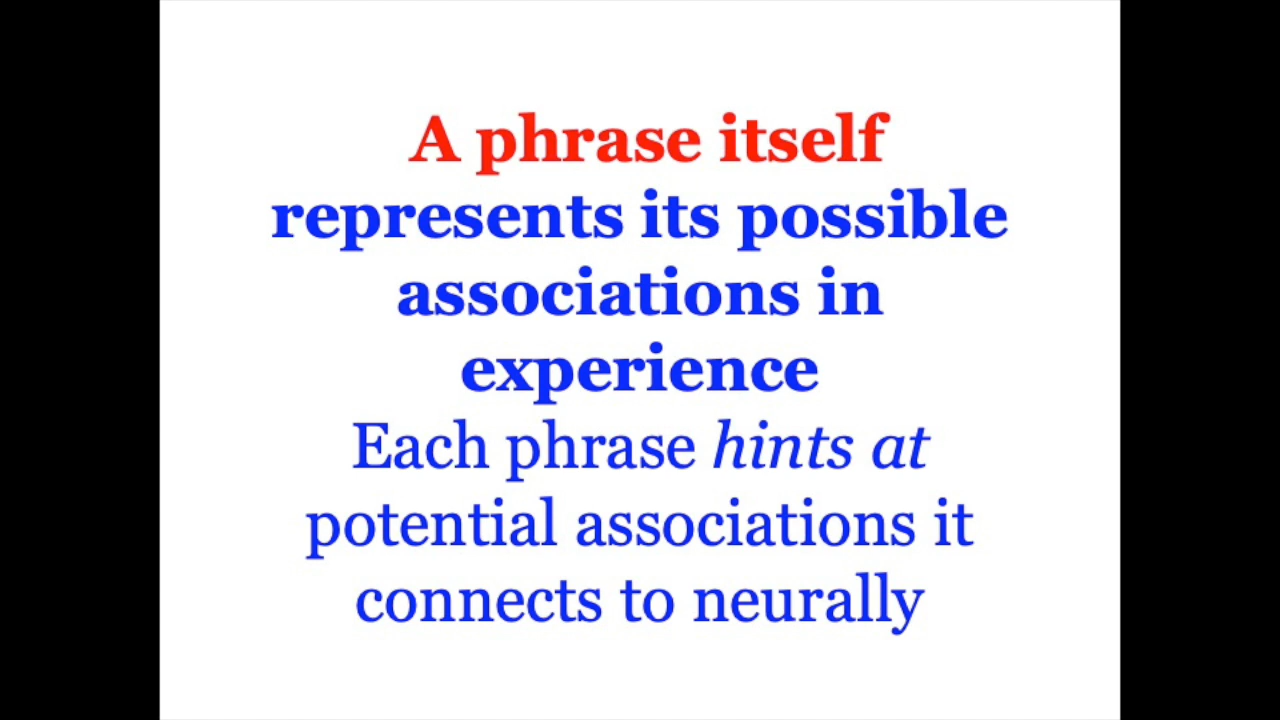 A phrase itself
represents its possible
associations in
experience
Each phrase hints at
potential associations it
connects to neurally